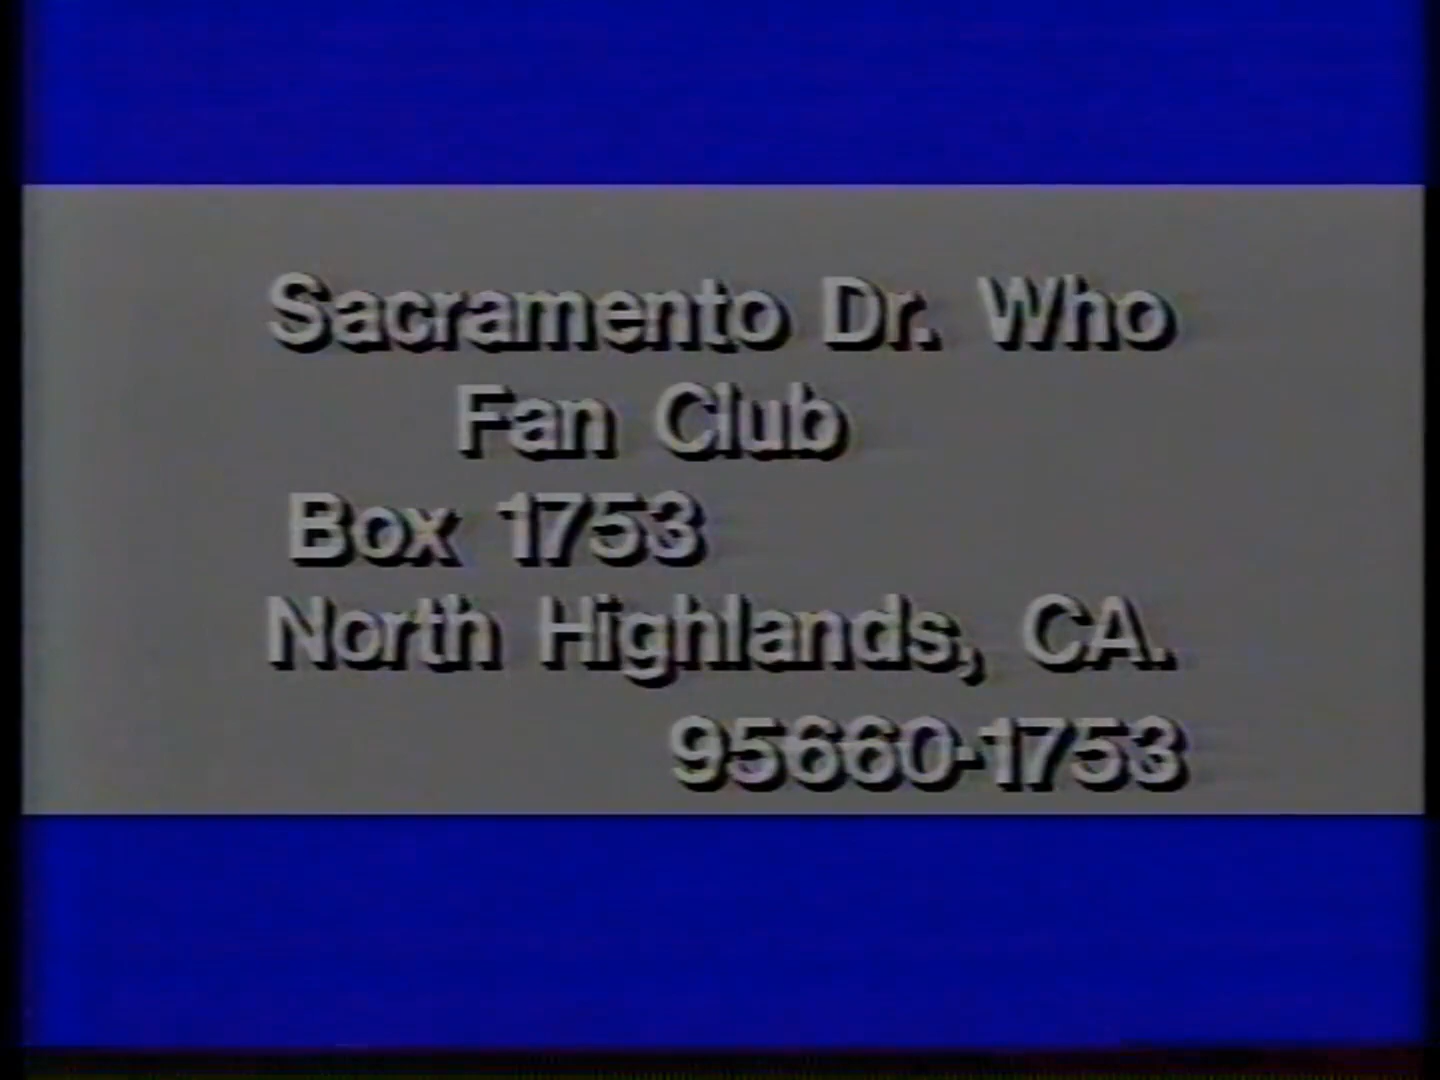 Sacramento Dr. Who
Fan Club
Box 1753
North Highlands, CA.
95660-1753